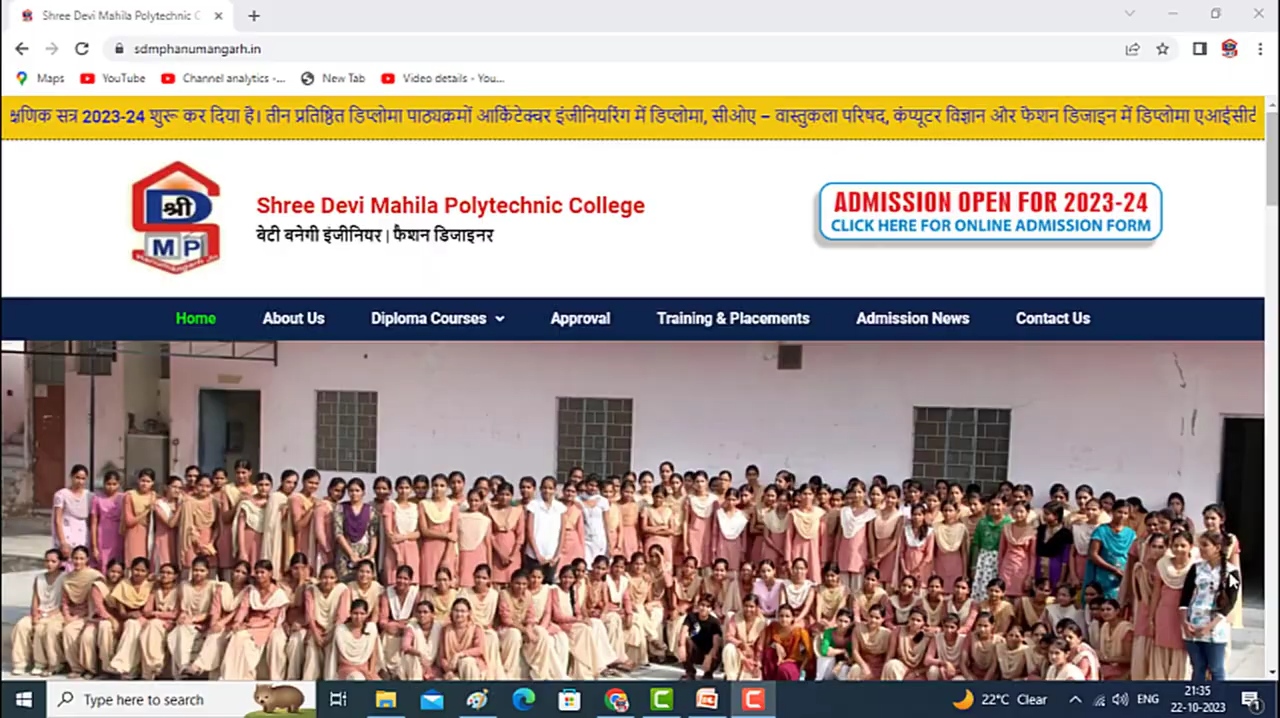 Shree Devi Mahila Polytechnic C
sdmphanumangarh.in
Maps YouTube Channel analytics -... New Tab Video details - You...
क्षणिक सत्र 2023-24 शुरू कर दिया है। तीन प्रतिष्ठित डिप्लोमा पाठ्यक्रमों आर्किटेक्चर इंजीनियरिंग में डिप्लोमा, सीओए – वास्तुकला परिषद, कंप्यूटर विज्ञान और फैशन डिजाइन में डिप्लोमा एआईसीटी
श्री
M P
Hanumangarh Jn.
Shree Devi Mahila Polytechnic College
बेटी बनेगी इंजीनियर | फैशन डिजाइनर
ADMISSION OPEN FOR 2023-24
CLICK HERE FOR ONLINE ADMISSION FORM
Home About Us Diploma Courses Approval Training & Placements Admission News Contact Us
Type here to search
22°C Clear
ENG
21:35
22-10-2023
1